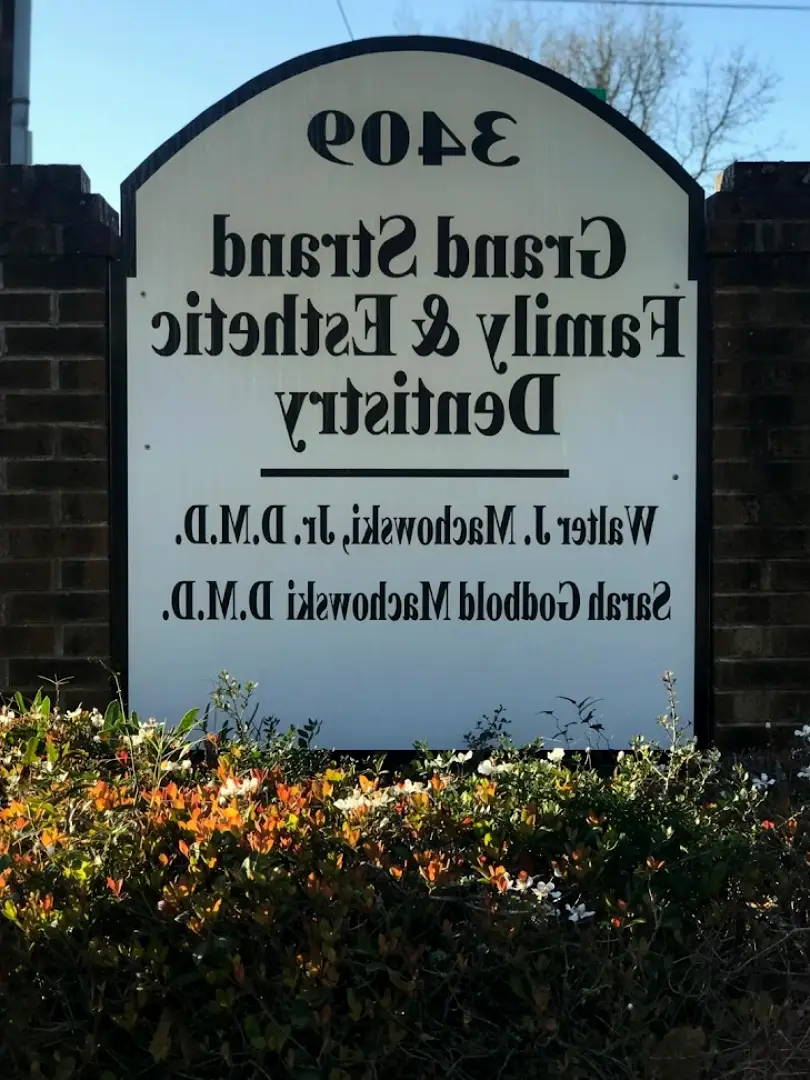 3409
Grand Strand
Family & Esthetic
Dentistry
Walter J. Machowski, Jr. D.M.D.
Sarah Godbold Machowski D.M.D.